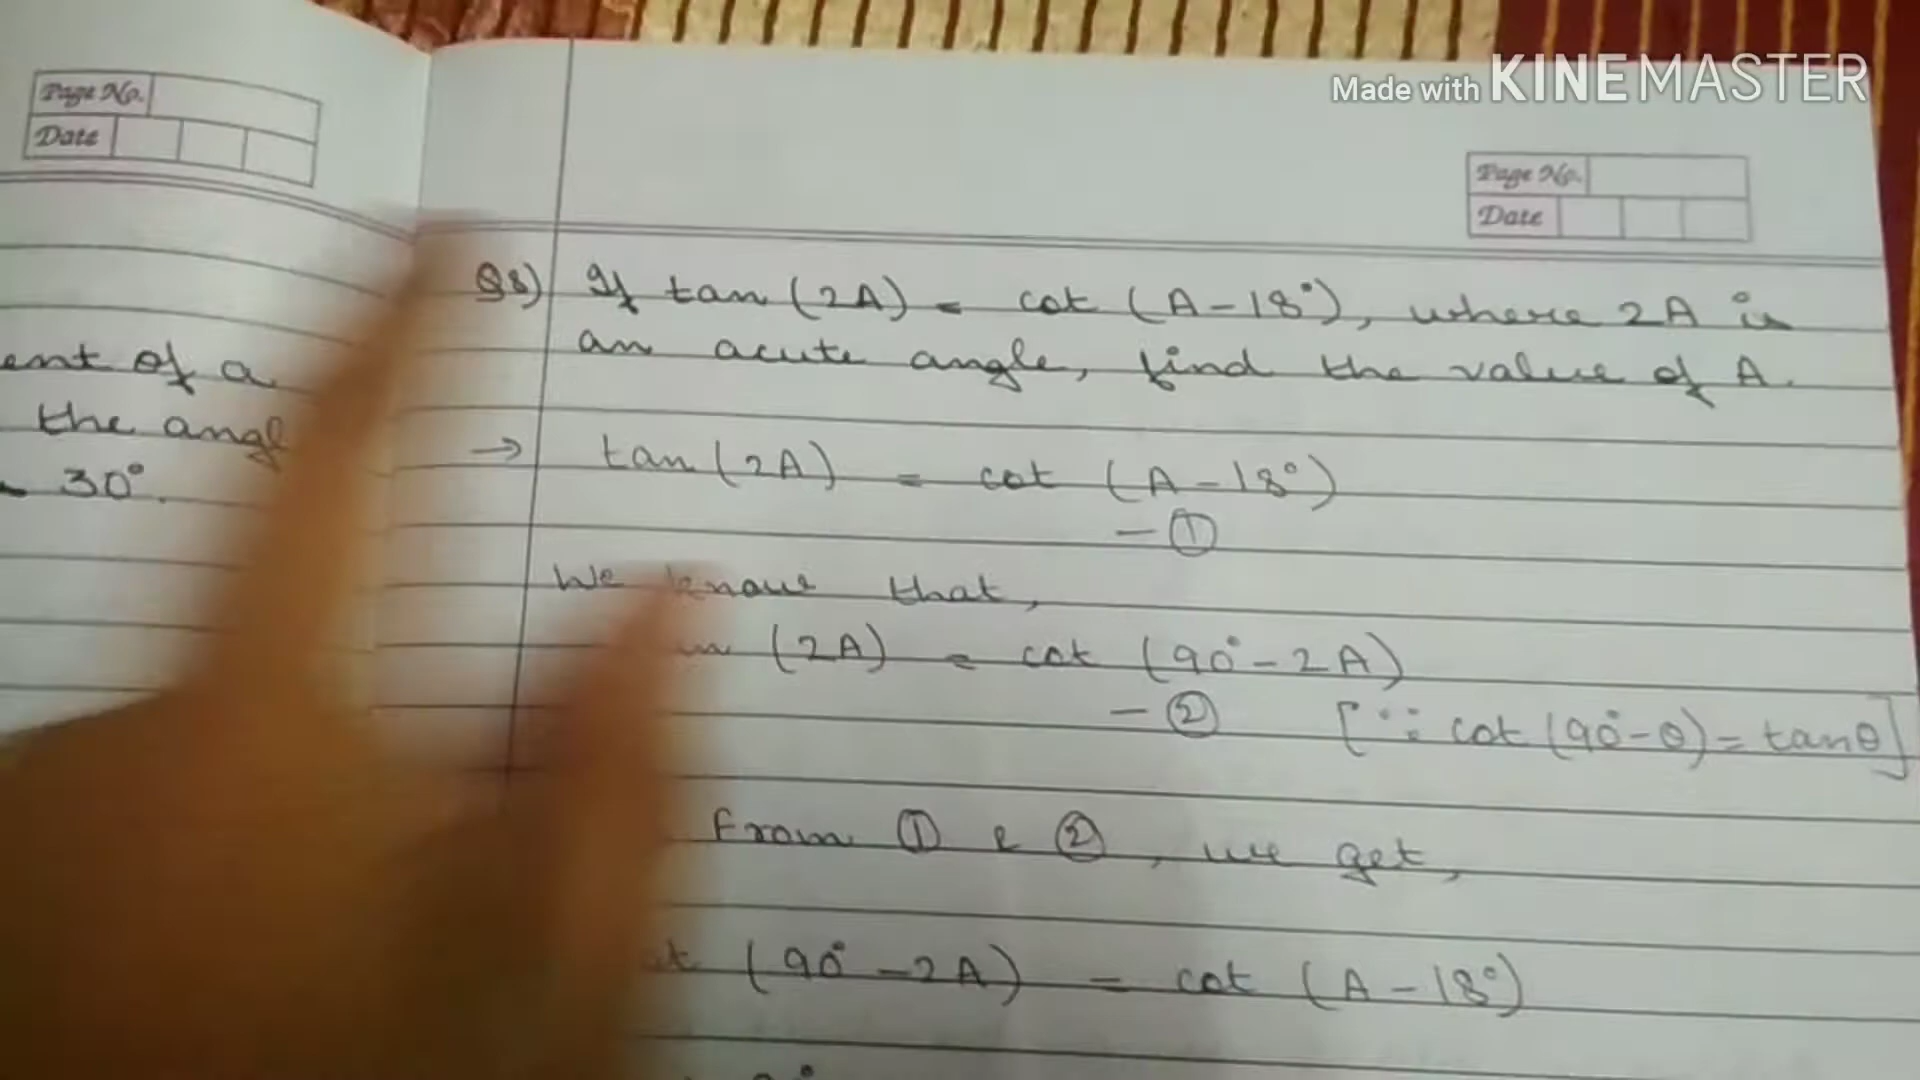 Made with KINEMASTER
Page No.
Date
ent of a
the angl
30°.
Page No.
Date
Q8) If tan (2A) = cot (A-18°), where 2A is
an acute angle, find the value of A.
→ tan (2A) = cot (A-18°)
- ①
We know that,
(2A) = cot (90°-2A)
- ② [∵ cot (90°-θ) = tanθ]
From ① & ②, we get,
(90° - 2A) = cot (A-18°)